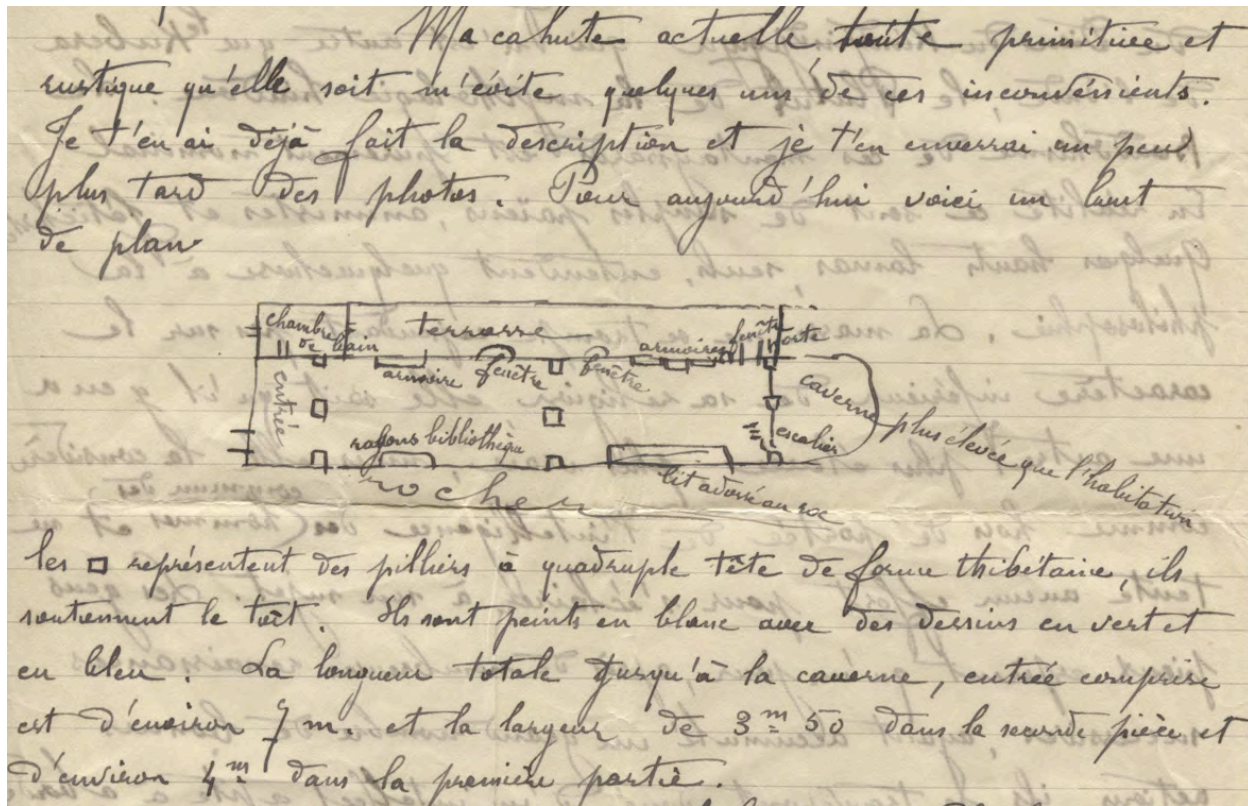 Ma cahute actuelle toute primitive et
rustique qu'elle soit m'évite quelques uns de ces inconvénients.
Je t'en ai déjà fait la description et je t'en enverrai un peu
plus tard des photos. Pour aujourd'hui voici un bout
de plan
chambre de bain
terrasse
armoires
fenêtre
porte
armoire
fenêtre
fenêtre
entrée
caverne plus élevée que l'habitation
escalier
rayons bibliothèque
lit adossé au roc
rocher
les □ représentent des pilliers à quadruple tête de forme thibétaine, ils
soutiennent le toît. Ils sont peints en blanc avec des dessins en vert et
en bleu. La longueur totale jusqu'à la caverne, entrée comprise
est d'environ 7 m. et la largeur de 3 m 50 dans la seconde pièce et
d'environ 4 m dans la première partie.